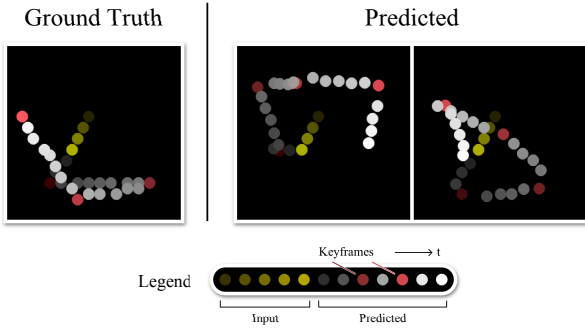 Ground Truth
Predicted
Keyframes
t
Legend
Input
Predicted